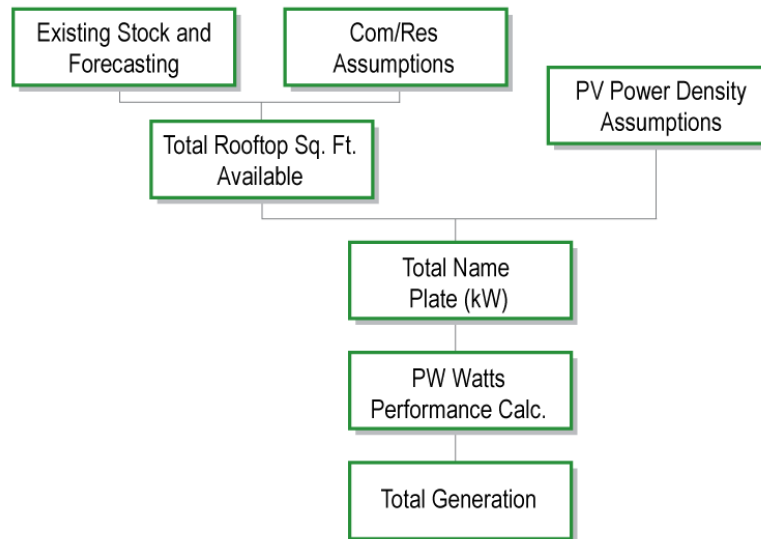 Existing Stock and
Forecasting
Com/Res
Assumptions
PV Power Density
Assumptions
Total Rooftop Sq. Ft.
Available
Total Name
Plate (kW)
PW Watts
Performance Calc.
Total Generation